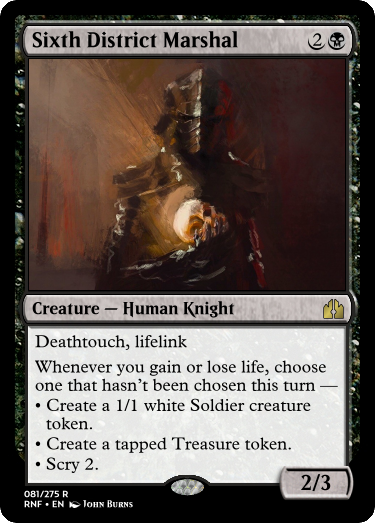 Sixth District Marshal 2
Creature — Human Knight
Deathtouch, lifelink
Whenever you gain or lose life, choose
one that hasn't been chosen this turn —
• Create a 1/1 white Soldier creature
token.
• Create a tapped Treasure token.
• Scry 2.
2/3
081/275 R
RNF • EN John Burns